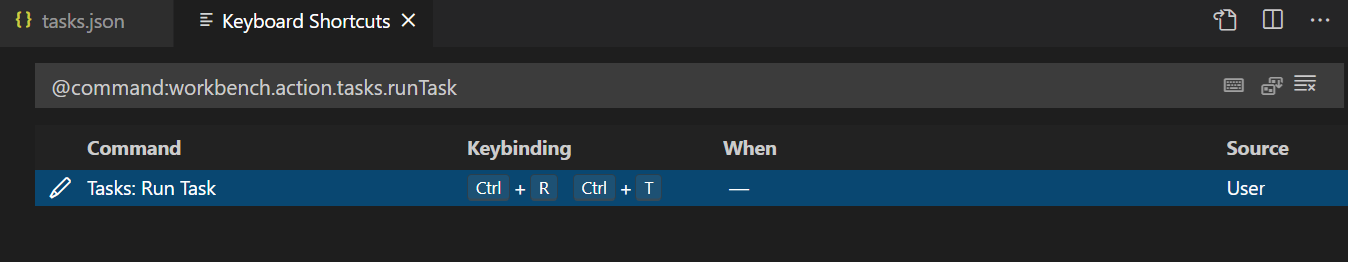 {} tasks.json Keyboard Shortcuts
@command:workbench.action.tasks.runTask
Command Keybinding When Source
Tasks: Run Task Ctrl + R Ctrl + T — User